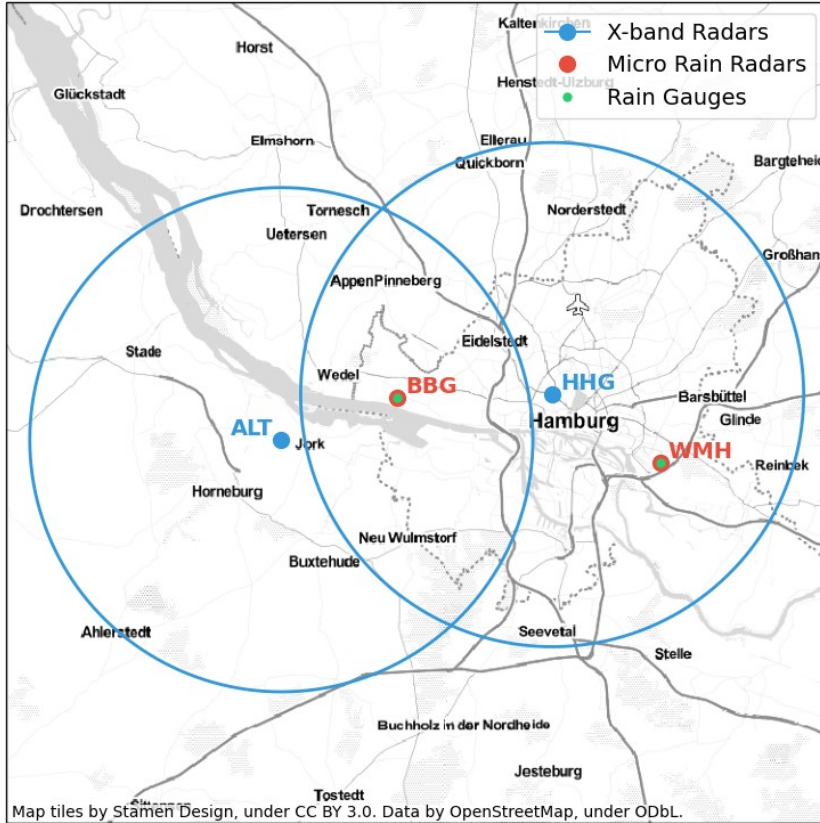 Kaltenkirchen
X-band Radars
Horst
Micro Rain Radars
Henstedt-Ulzburg
Glückstadt
Rain Gauges
Elmshorn
Ellerau
Quickborn
Drochtersen
Tornesch
Norderstedt
Uetersen
AppenPinneberg
Eidelstedt
Stade
Wedel
BBG
HHG
Barsbüttel
Hamburg
Glinde
ALT
Jork
WMH
Reinbek
Horneburg
Neu Wulmstorf
Buxtehude
Ahlerstedt
Seevetal
Stelle
Buchholz in der Nordheide
Jesteburg
Tostedt
Map tiles by Stamen Design, under CC BY 3.0. Data by OpenStreetMap, under ODbL.